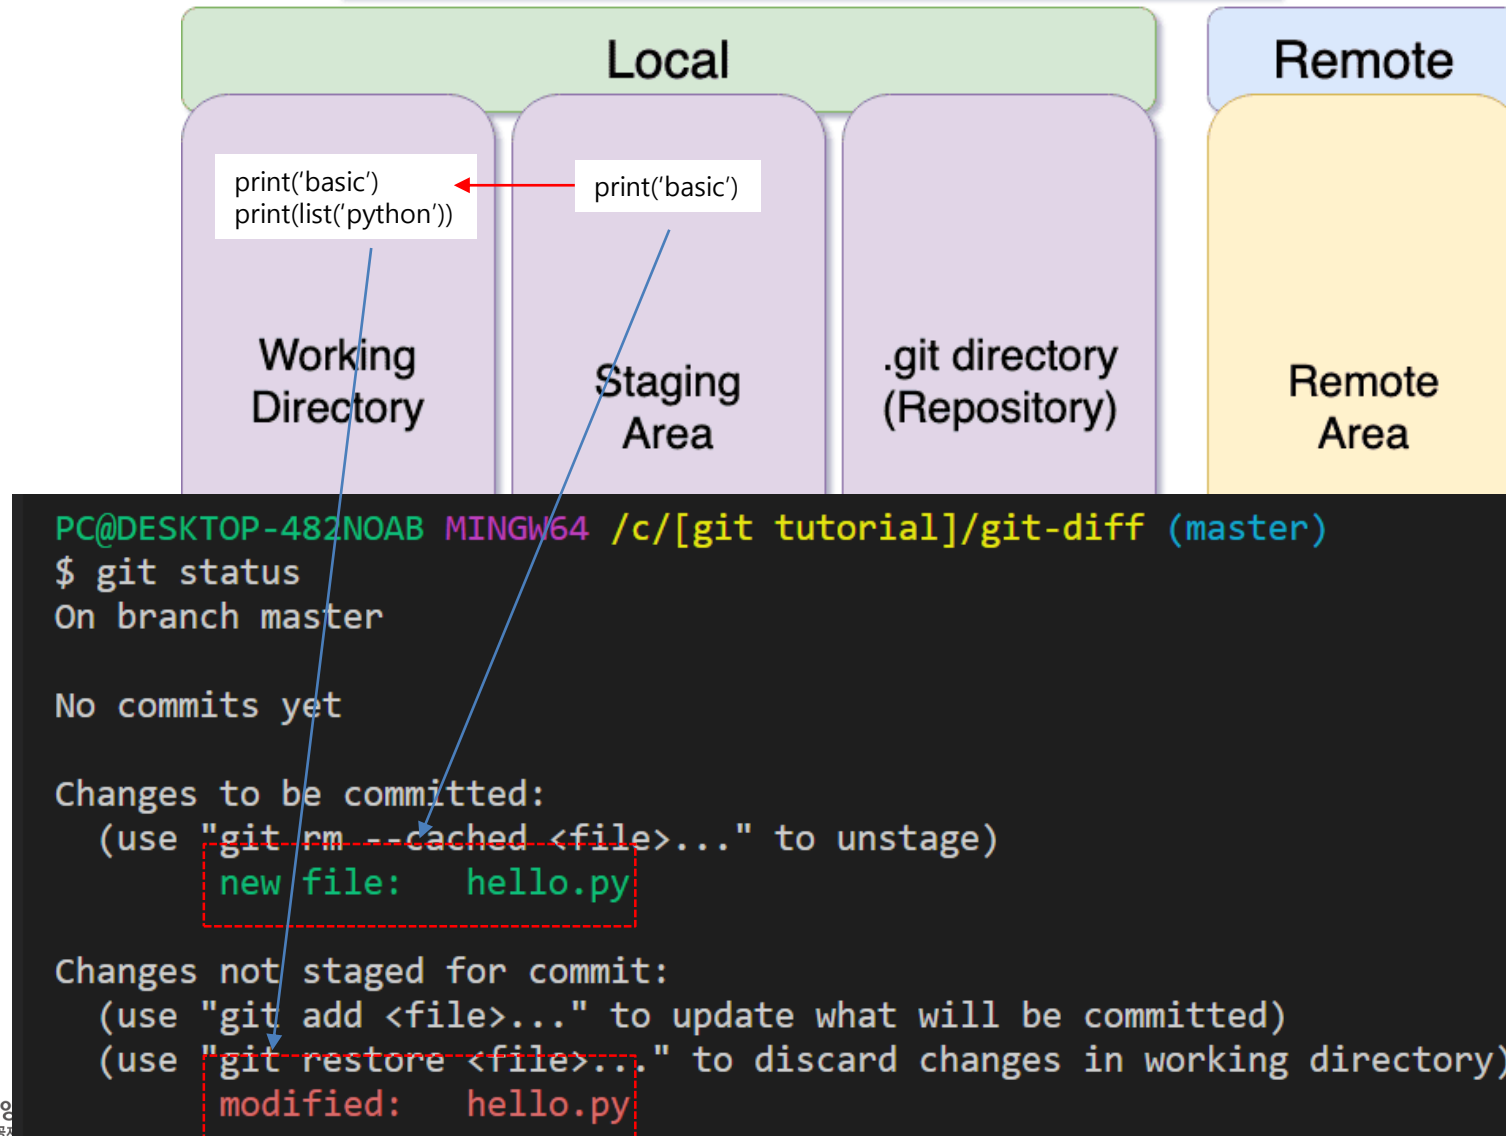 Local
Remote
print(‘basic’)
print(list(‘python’))
print(‘basic’)
Working
Directory
Staging
Area
.git directory
(Repository)
Remote
Area
PC@DESKTOP-482NOAB MINGW64 /c/[git tutorial]/git-diff (master)
$ git status
On branch master
No commits yet
Changes to be committed:
(use "git rm --cached <file>..." to unstage)
new file:   hello.py
Changes not staged for commit:
(use "git add <file>..." to update what will be committed)
(use "git restore <file>..." to discard changes in working directory)
modified:   hello.py